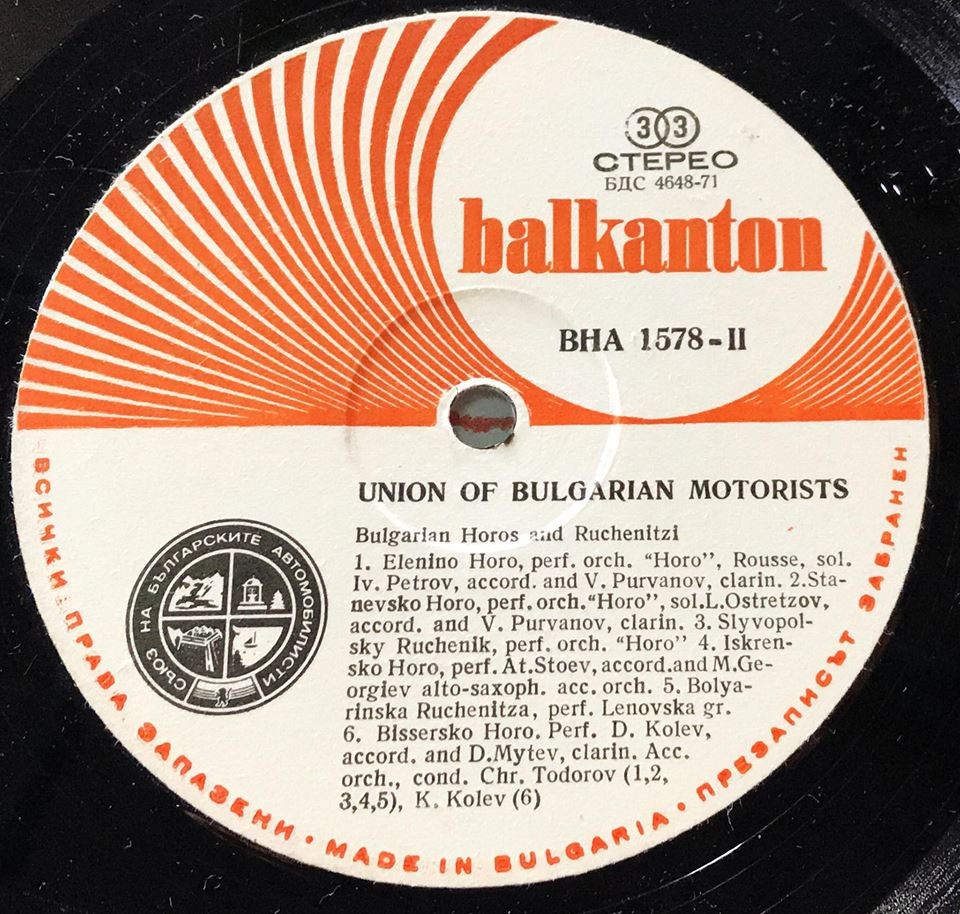 33
СТЕРЕО
БДС 4648-71
balkanton
ВНА 1578-II
UNION OF BULGARIAN MOTORISTS
Bulgarian Horos and Ruchenitzi
1. Elenino Horo, perf. orch. “Horo”, Rousse, sol.
Iv. Petrov, accord. and V. Purvanov, clarin. 2.Sta-
nevsko Horo, perf. orch.“Horo”, sol.L.Ostretzov,
accord. and V. Purvanov, clarin. 3. Slyvopol-
sky Ruchenik, perf. orch. “Horo” 4. Iskren-
sko Horo, perf. At.Stoev, accord.and M.Ge-
orgiev alto-saxoph. acc. orch. 5. Bolya-
rinska Ruchenitza, perf. Lenovska gr.
6. Bissersko Horo. Perf. D. Kolev,
accord. and D.Mytev, clarin. Acc.
orch., cond. Chr. Todorov (1,2,
3,4,5), K. Kolev (6)
СЪЮЗ НА БЪЛГАРСКИТЕ АВТОМОБИЛИСТИ
ВСИЧКИ ПРАВА ЗАПАЗЕНИ · MADE IN BULGARIA · ПРЕЗАПИСЪТ ЗАБРАНЕН